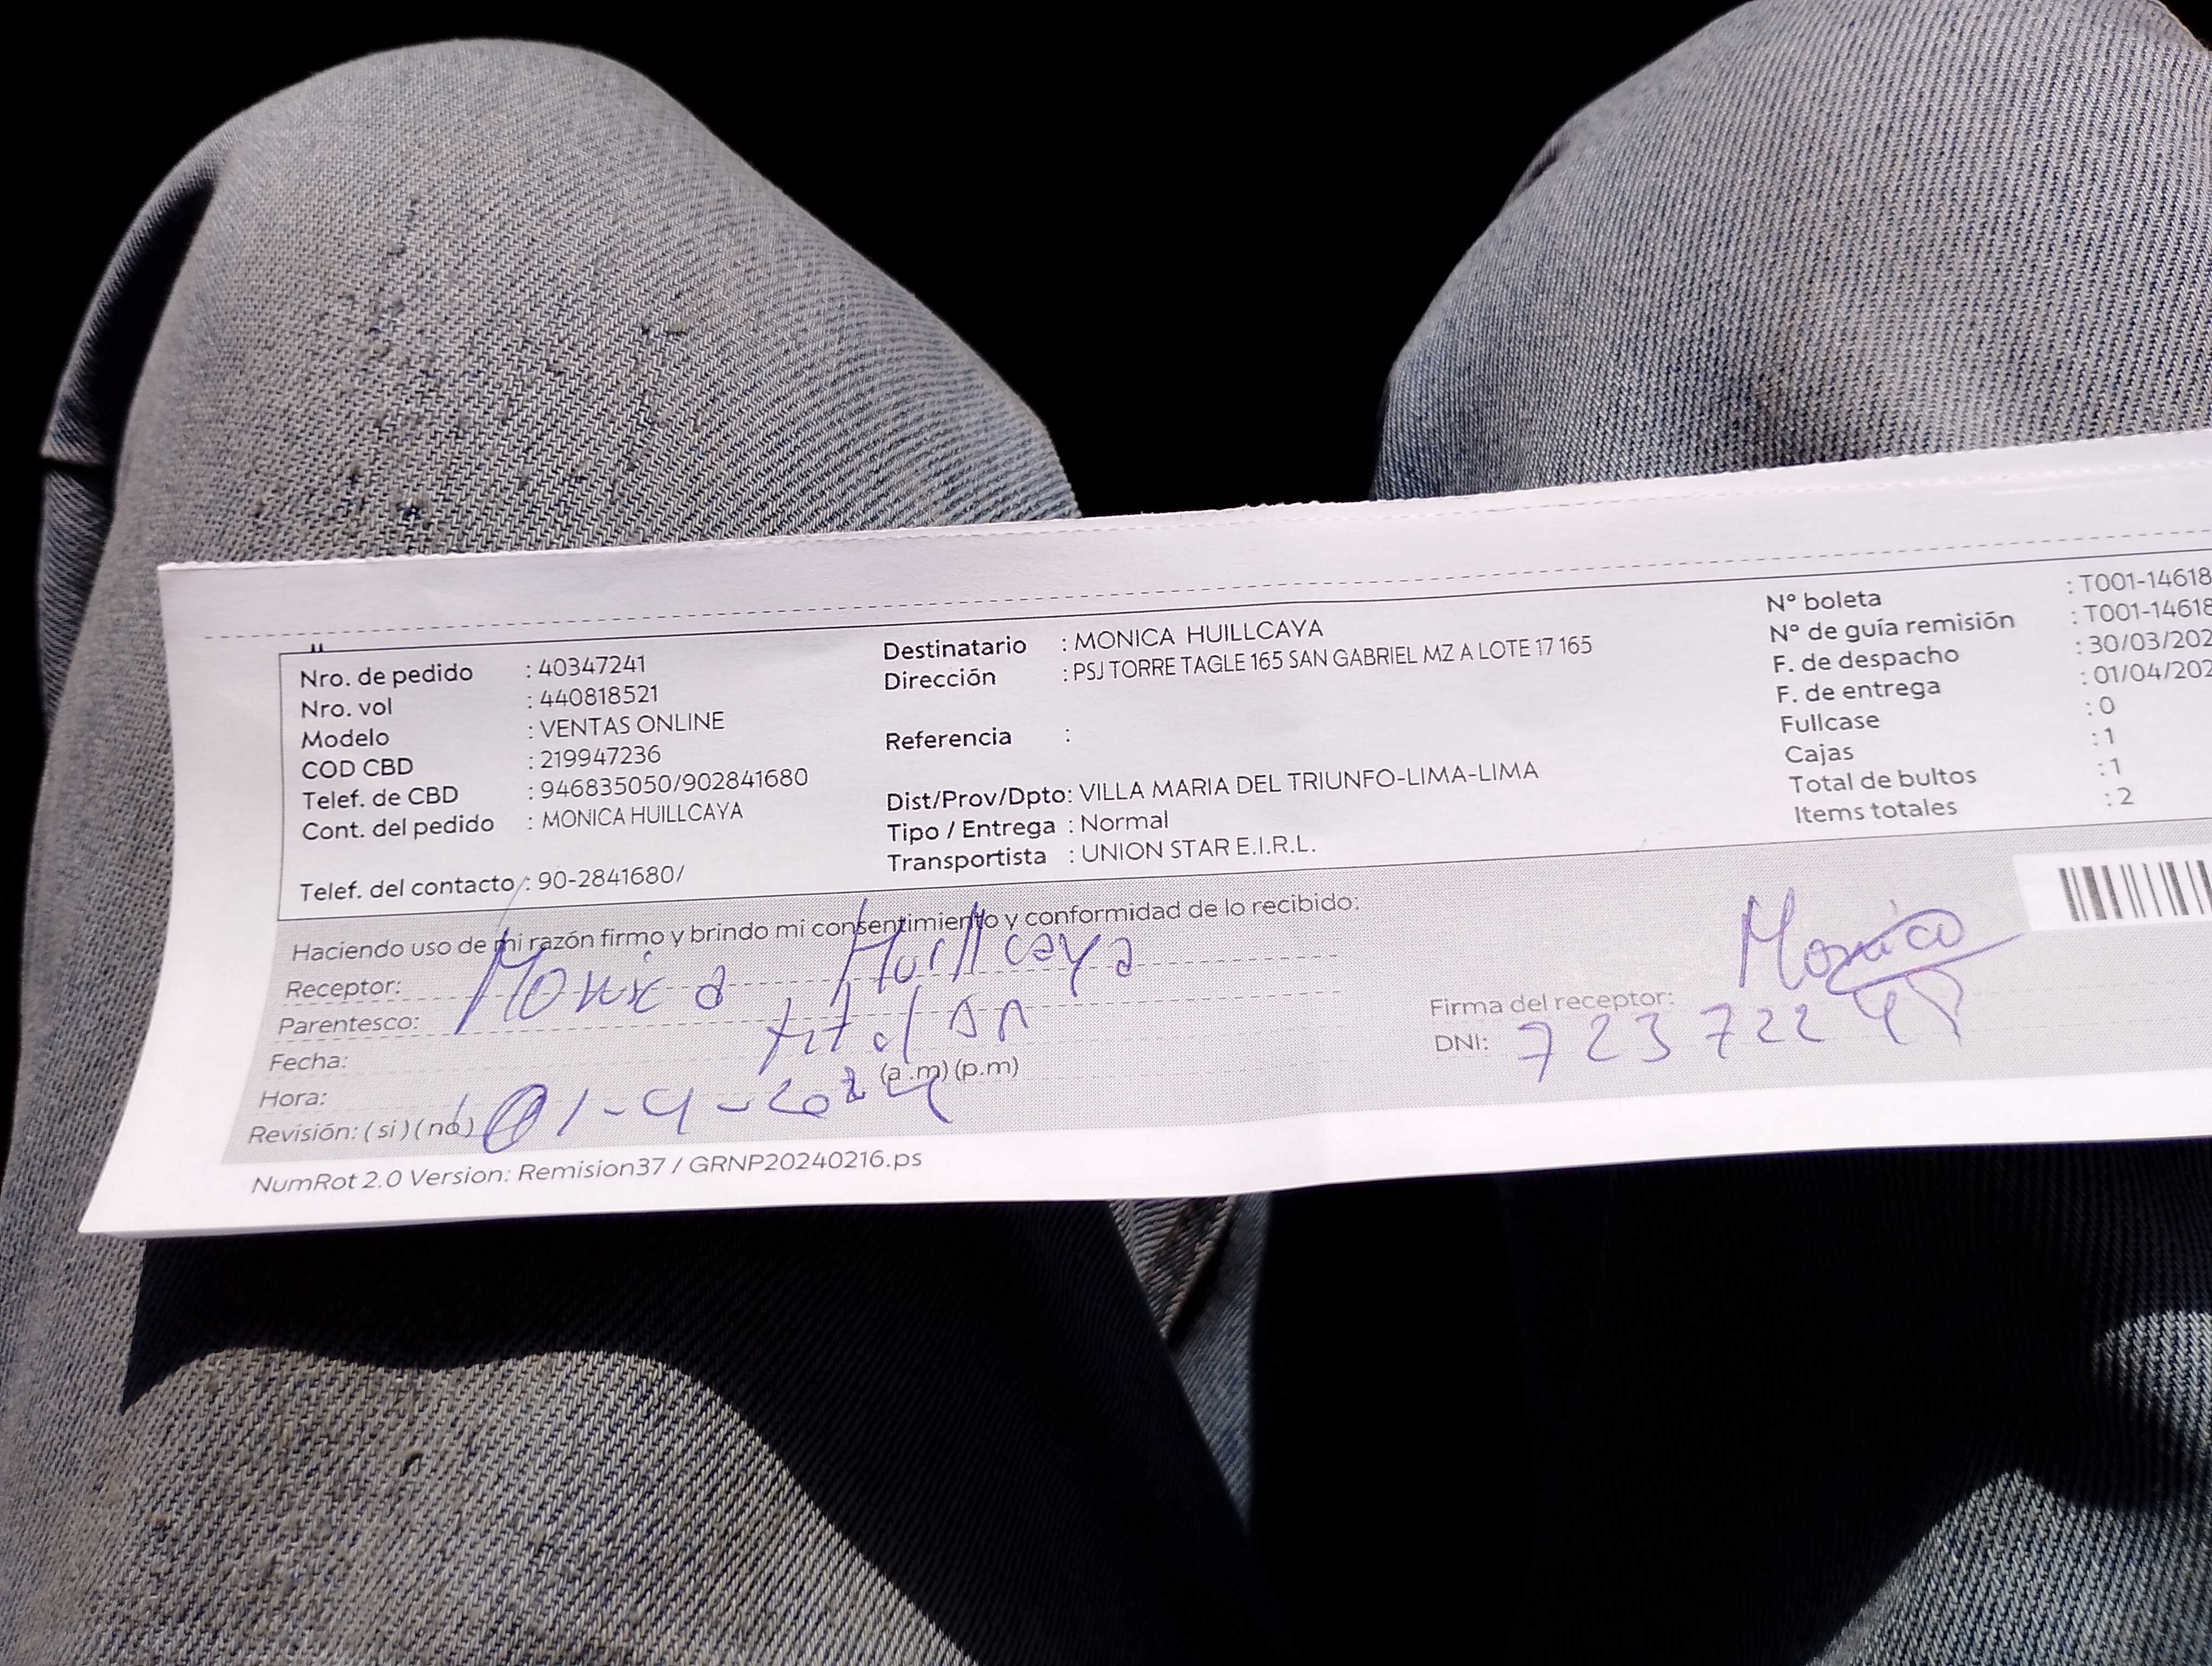 Nro. de pedido : 40347241
Nro. vol : 440818521
Modelo : VENTAS ONLINE
COD CBD : 219947236
Telef. de CBD : 946835050/902841680
Cont. del pedido : MONICA HUILLCAYA
Telef. del contacto : 90-2841680/
Destinatario : MONICA HUILLCAYA
Dirección : PSJ TORRE TAGLE 165 SAN GABRIEL MZ A LOTE 17 165
Referencia :
Dist/Prov/Dpto: VILLA MARIA DEL TRIUNFO-LIMA-LIMA
Tipo / Entrega : Normal
Transportista : UNION STAR E.I.R.L.
N° boleta : T001-14618
N° de guía remisión : T001-14618
F. de despacho : 30/03/202
F. de entrega : 01/04/202
Fullcase : 0
Cajas : 1
Total de bultos : 1
Items totales : 2
Haciendo uso de mi razón firmo y brindo mi consentimiento y conformidad de lo recibido:
Receptor: Monica Huillcaya
Parentesco:
Fecha:
Hora: (a.m) (p.m)
Revisión: (si) (no) 01-4-2024
Firma del receptor: Monica
DNI: 7237224
NumRot 2.0 Version: Remision37 / GRNP20240216.ps